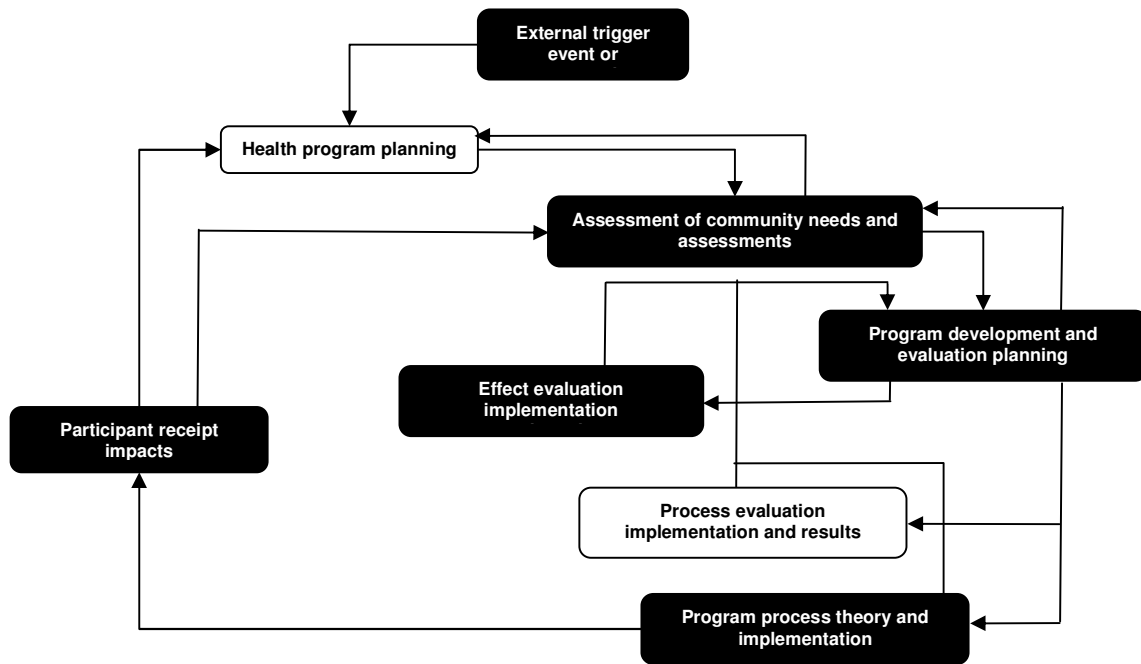 External trigger
event or
Health program planning
Assessment of community needs and
assessments
Program development and
evaluation planning
Effect evaluation
implementation
Participant receipt
impacts
Process evaluation
implementation and results
Program process theory and
implementation